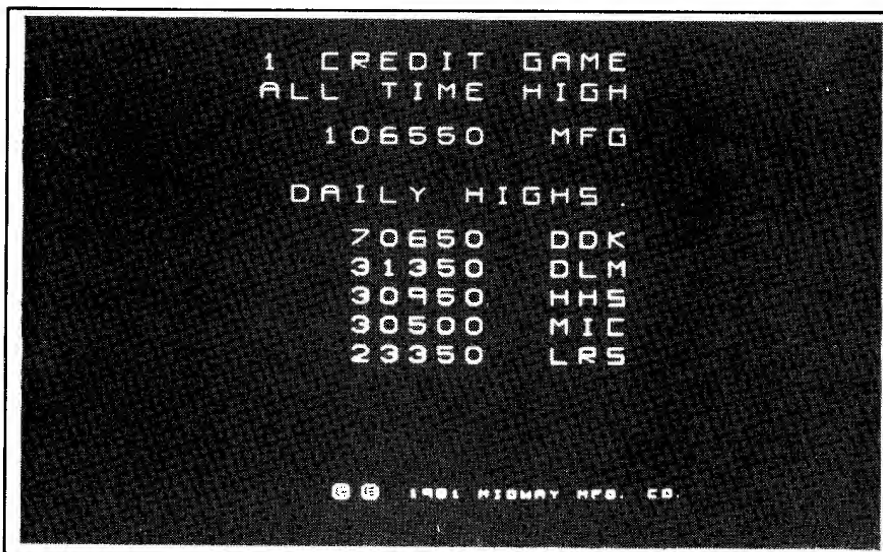 1 CREDIT GAME
ALL TIME HIGH
106550 MFG
DAILY HIGHS.
70650 DDK
31350 DLM
30950 HHS
30500 MIC
23350 LRS
1981 MIDWAY MFG. CO.